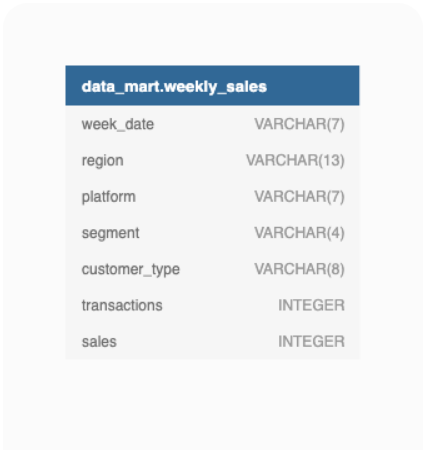 data_mart.weekly_sales
week_date VARCHAR(7)
region VARCHAR(13)
platform VARCHAR(7)
segment VARCHAR(4)
customer_type VARCHAR(8)
transactions INTEGER
sales INTEGER